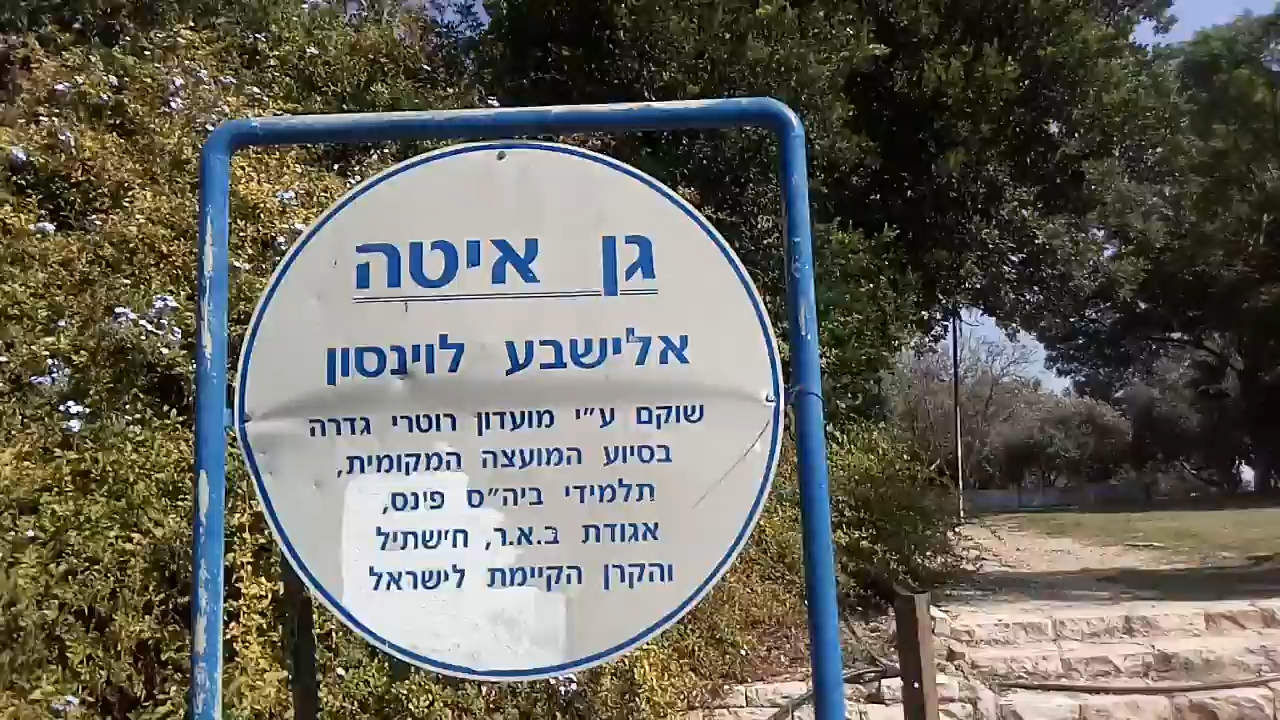 גן איטה
אלישבע לוינסון
שוקם ע״י מועדון רוטרי גדרה
בסיוע המועצה המקומית,
תלמידי ביה״ס פינס,
אגודת ב.א.ר, חישתיל
והקרן הקיימת לישראל